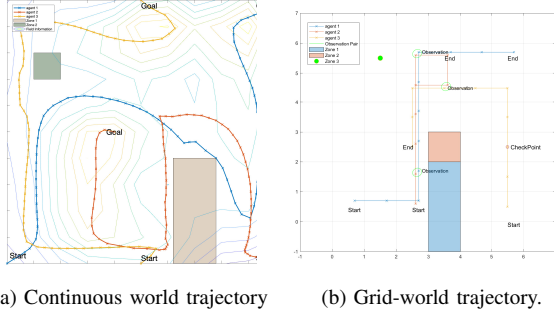 Goal
agent 1
agent 2
agent 3
Zone 1
Zone 2
Field Information
Goal
Start
Start
agent 1
agent 2
agent 3
Observation Pair
Zone 1
Zone 2
Zone 3
Observation
End
End
Observation
End
CheckPoint
Observation
Start
Start
Start
7
6
5
4
3
2
1
0
-1
-1
0
1
2
3
4
5
6
a) Continuous world trajectory
(b) Grid-world trajectory.